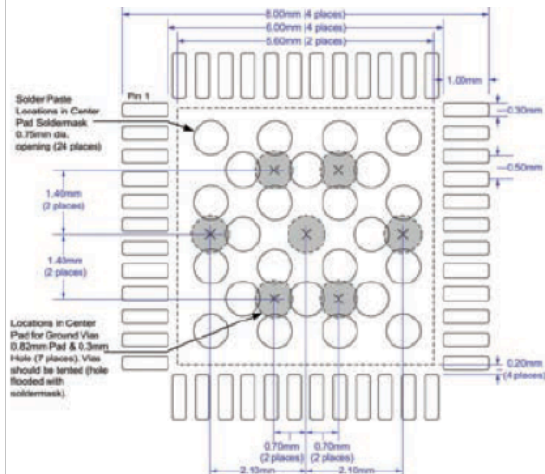 8.00mm (4 places)
6.00mm (4 places)
5.60mm (2 places)
1.00mm
Pin 1
Solder Paste
Locations in Center
Pad Soldermask
0.75mm dia.
opening (24 places)
0.30mm
0.50mm
1.40mm
(2 places)
1.40mm
(2 places)
Locations in Center
Pad for Ground Vias
0.82mm Pad & 0.3mm
Hole (7 places). Vias
should be tented (hole
flooded with
soldermask).
0.20mm
(4 places)
0.70mm
(2 places)
0.70mm
(2 places)
2.10mm
2.10mm